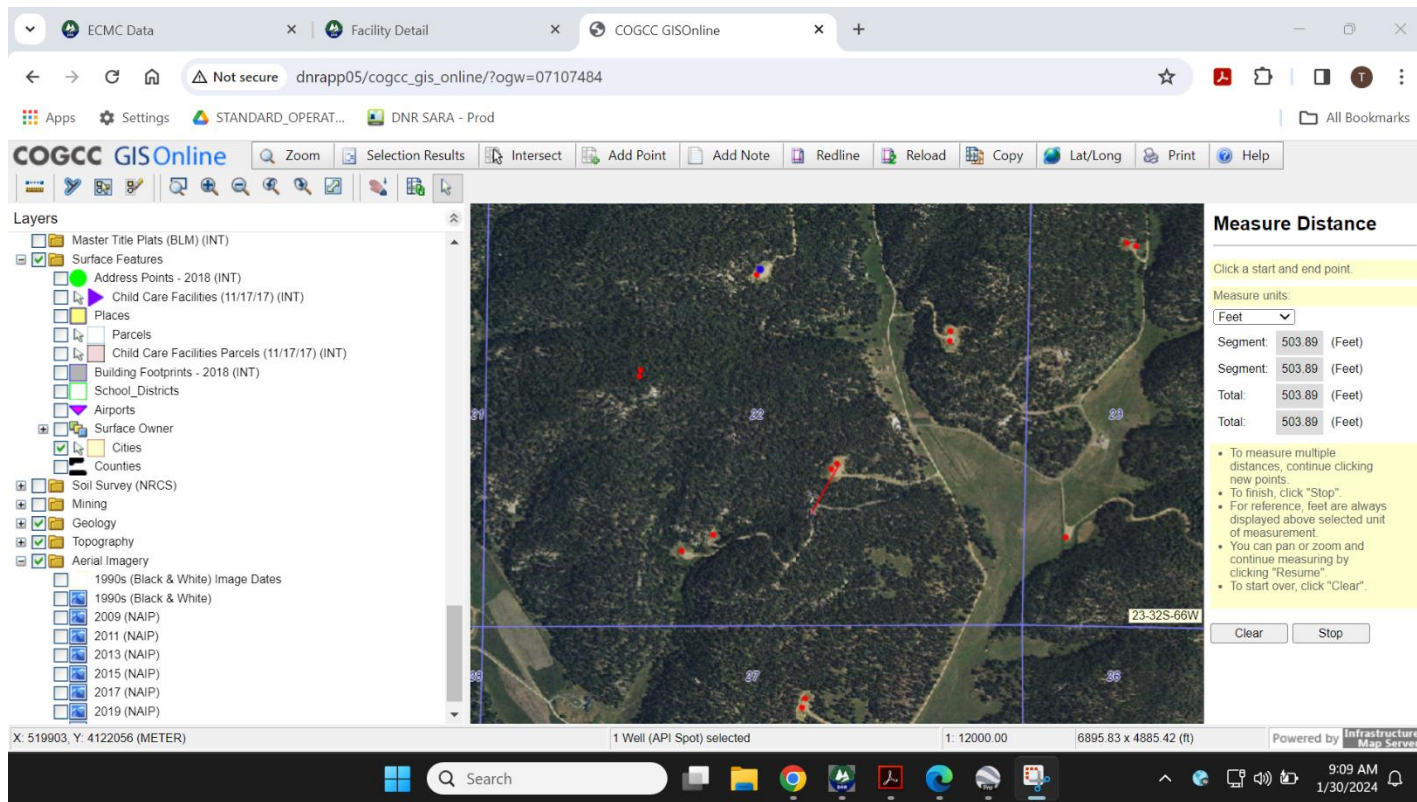 ECMC Data
Facility Detail
COGCC GISOnline
Not secure dnrapp05/cogcc_gis_online/?ogw=07107484
T
Apps Settings STANDARD_OPERAT... DNR SARA - Prod All Bookmarks
COGCC GISOnline Zoom Selection Results Intersect Add Point Add Note Redline Reload Copy Lat/Long Print Help
Layers
Master Title Plats (BLM) (INT)
Surface Features
Address Points - 2018 (INT)
Child Care Facilities (11/17/17) (INT)
Places
Parcels
Child Care Facilities Parcels (11/17/17) (INT)
Building Footprints - 2018 (INT)
School_Districts
Airports
Surface Owner
Cities
Counties
Soil Survey (NRCS)
Mining
Geology
Topography
Aerial Imagery
1990s (Black & White) Image Dates
1990s (Black & White)
2009 (NAIP)
2011 (NAIP)
2013 (NAIP)
2015 (NAIP)
2017 (NAIP)
2019 (NAIP)
21
22
23
23-32S-66W
28
27
26
Measure Distance
Click a start and end point.
Measure units:
Feet
Segment: 503.89 (Feet)
Segment: 503.89 (Feet)
Total: 503.89 (Feet)
Total: 503.89 (Feet)
• To measure multiple
distances, continue clicking
new points.
• To finish, click "Stop".
• For reference, feet are always
displayed above selected unit
of measurement.
• You can pan or zoom and
continue measuring by
clicking "Resume".
• To start over, click "Clear".
Clear Stop
X: 519903, Y: 4122056 (METER) 1 Well (API Spot) selected 1: 12000.00 6895.83 x 4885.42 (ft) Powered by Infrastructure
Map Server
Search
9:09 AM
1/30/2024